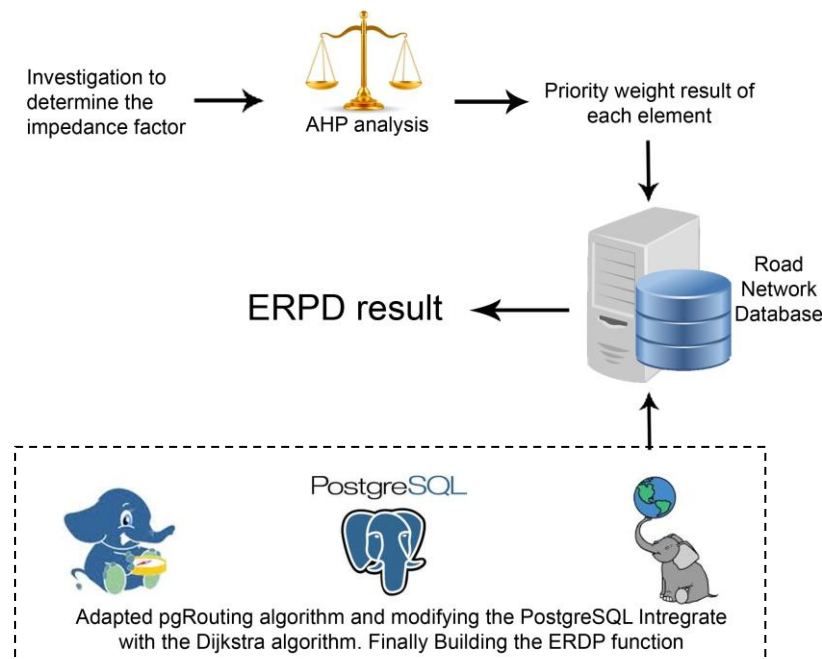 Investigation to
determine the
impedance factor
AHP analysis
Priority weight result of
each element
Road
Network
Database
ERPD result
PostgreSQL
Adapted pgRouting algorithm and modifying the PostgreSQL Intregrate
with the Dijkstra algorithm. Finally Building the ERDP function